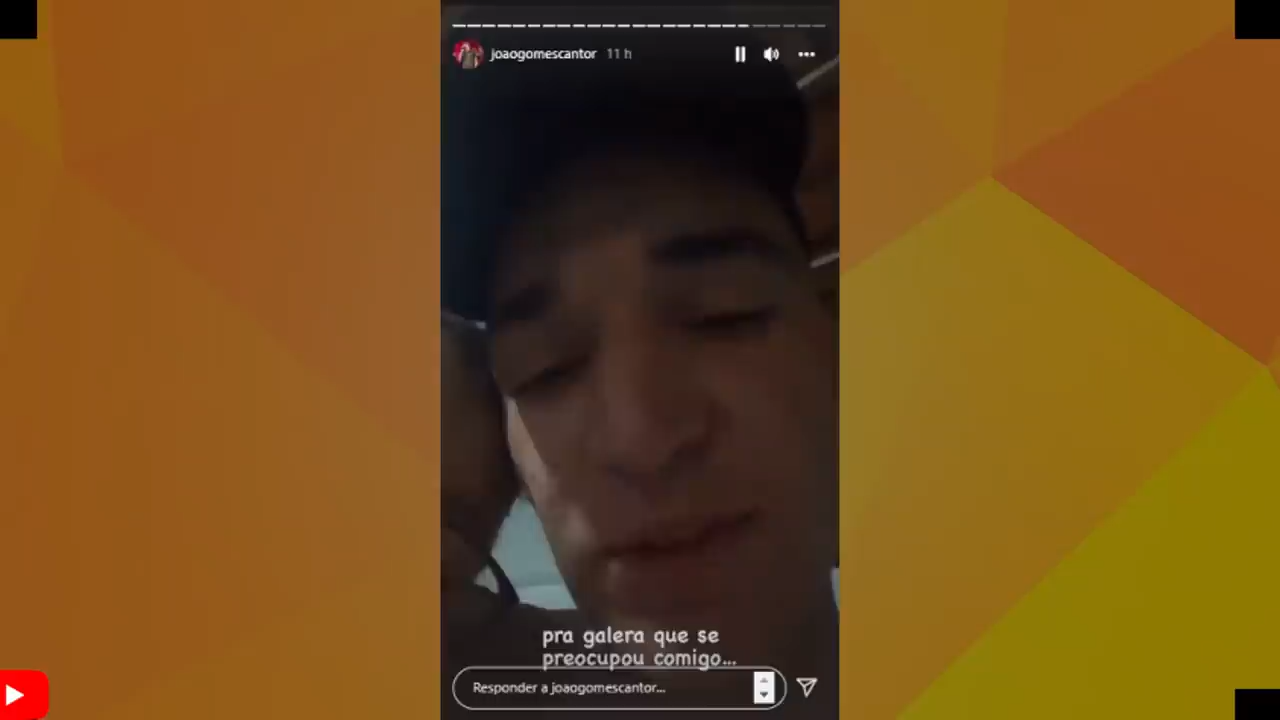 joaogomescantor 11 h
pra galera que se
preocupou comigo...
Responder a joaogomescantor...